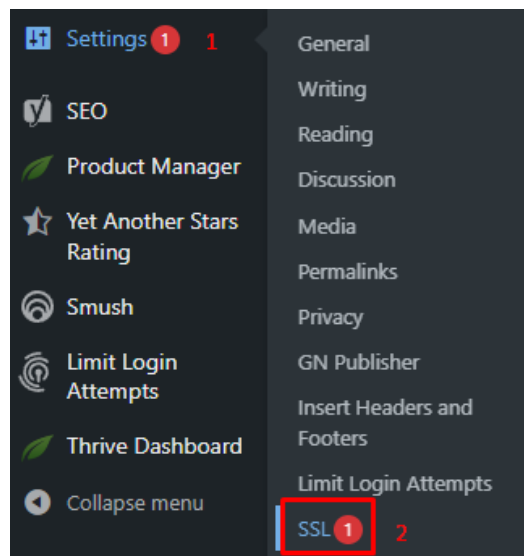 Settings 1 1
SEO
Product Manager
Yet Another Stars
Rating
Smush
Limit Login
Attempts
Thrive Dashboard
Collapse menu
General
Writing
Reading
Discussion
Media
Permalinks
Privacy
GN Publisher
Insert Headers and
Footers
Limit Login Attempts
SSL 1 2